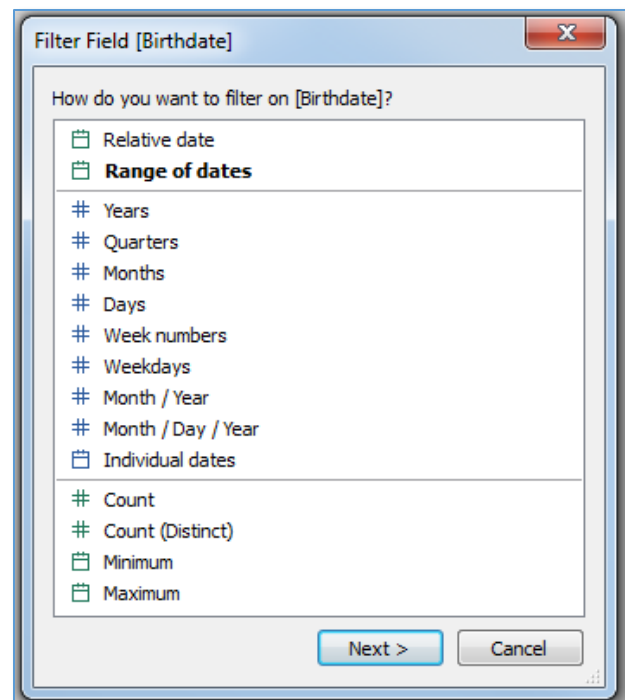 Filter Field [Birthdate]
How do you want to filter on [Birthdate]?
Relative date
Range of dates
# Years
# Quarters
# Months
# Days
# Week numbers
# Weekdays
# Month / Year
# Month / Day / Year
Individual dates
# Count
# Count (Distinct)
Minimum
Maximum
Next > Cancel